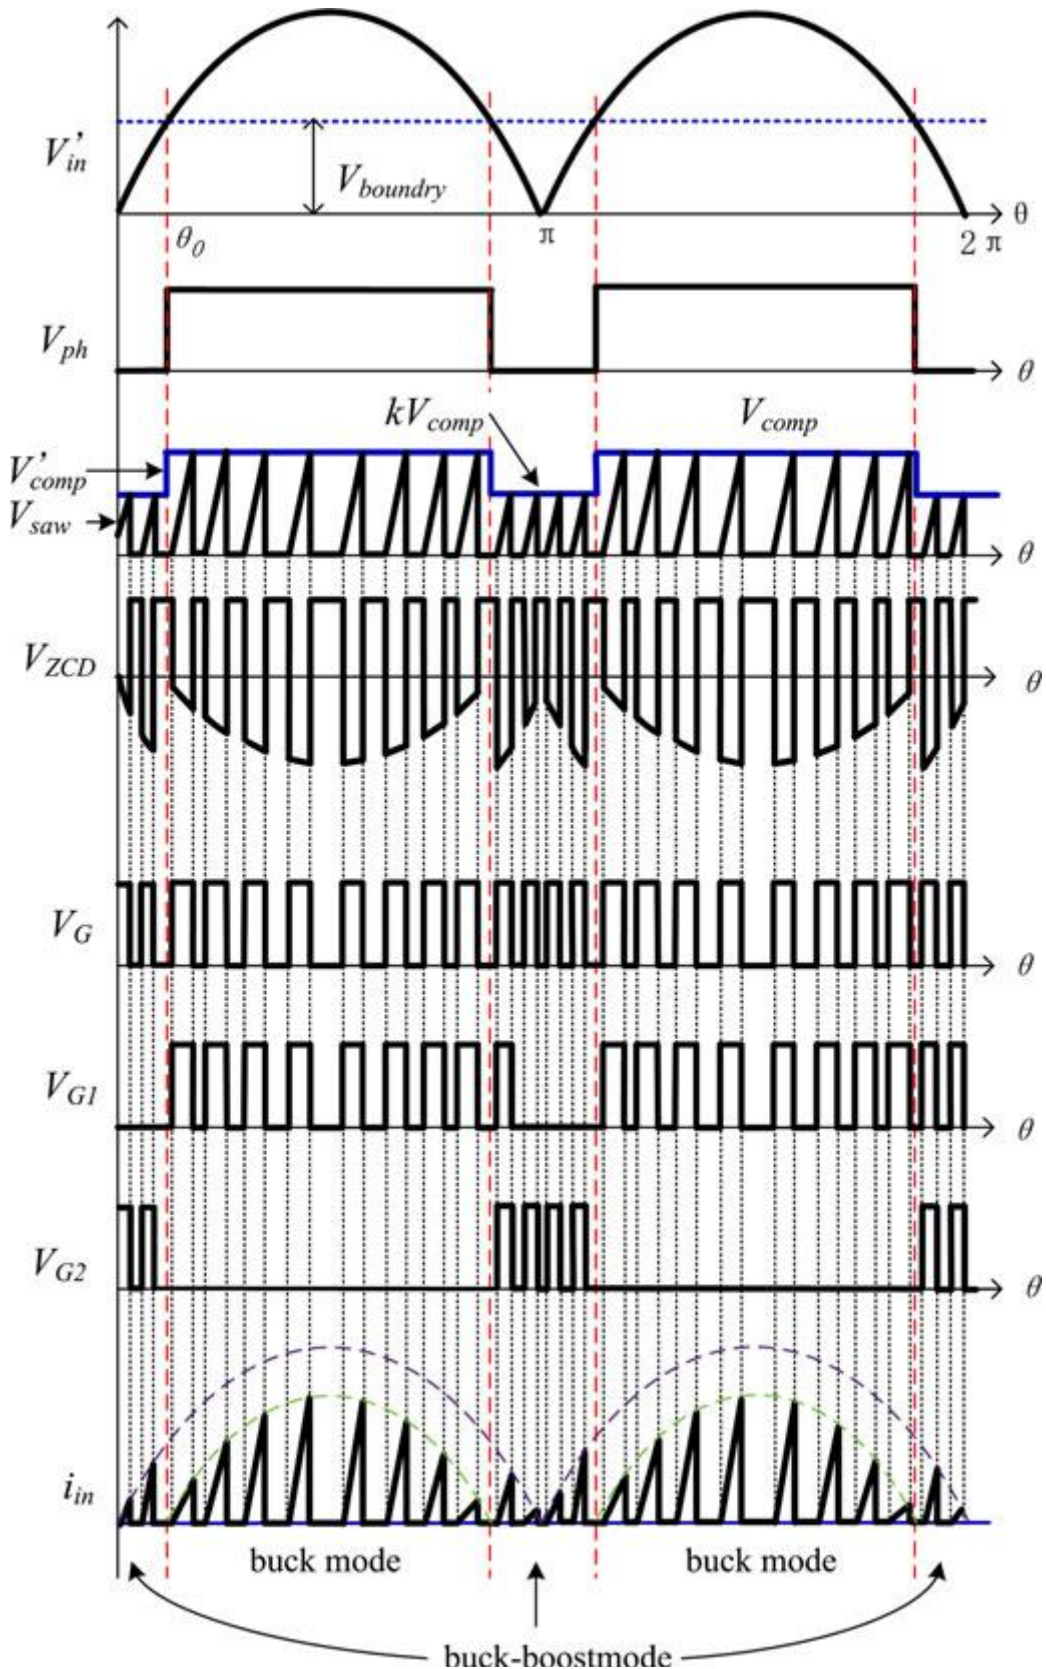 V'in
Vboundry
θ
θ0
π
2 π
Vph
θ
kVcomp
Vcomp
V'comp
Vsaw
θ
VZCD
θ
VG
θ
VG1
θ
VG2
θ
iin
buck mode
buck mode
buck-boostmode